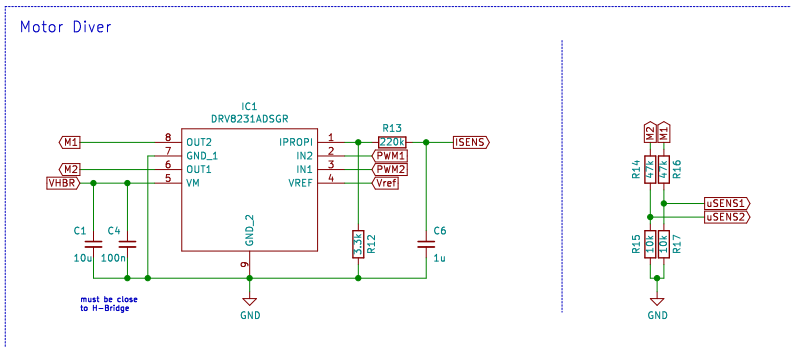 Motor Diver
IC1
DRV8231ADSGR
M1
8
OUT2
IPROPI
1
R13
220k
ISENS
7
GND_1
IN2
2
PWM1
M2
6
OUT1
IN1
3
PWM2
VHBR
5
VM
VREF
4
Vref
GND_2
9
C1
10u
C4
100n
3.3k
R12
C6
1u
GND
must be close
to H-Bridge
M2
M1
R14
47k
47k
R16
uSENS1
uSENS2
R15
10k
10k
R17
GND